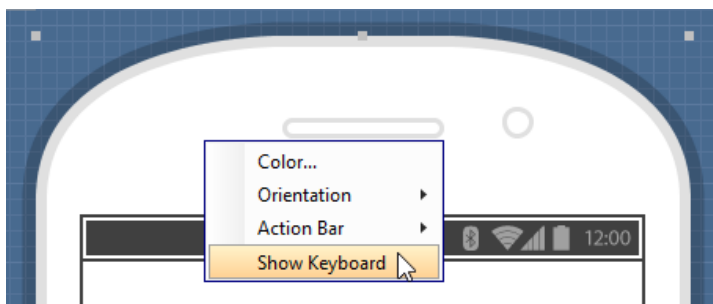 Color...
Orientation
Action Bar
12:00
Show Keyboard